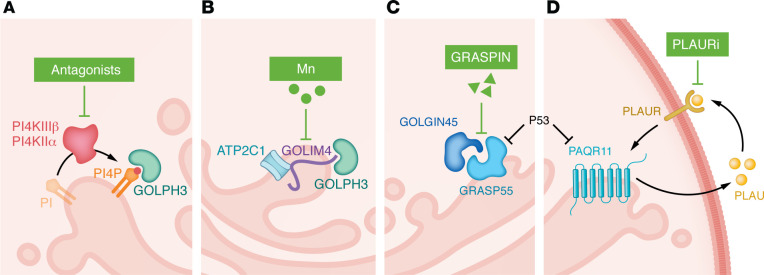 A
Antagonists
PI4KIIIβ
PI4KIIα
PI4P
GOLPH3
PI
B
Mn
ATP2C1
GOLIM4
GOLPH3
C
GRASPIN
GOLGIN45
P53
GRASP55
D
PLAURi
PLAUR
PAQR11
PLAU